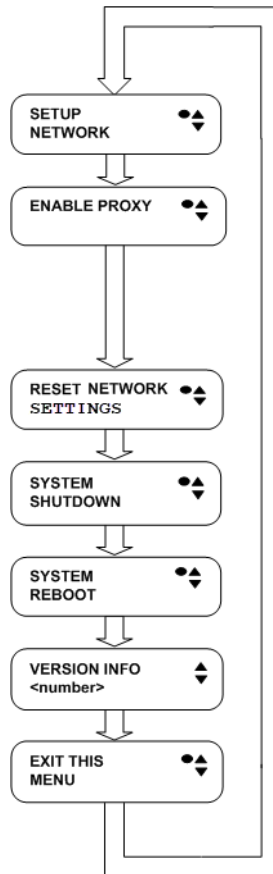 SETUP
NETWORK
ENABLE PROXY
RESET NETWORK
SETTINGS
SYSTEM
SHUTDOWN
SYSTEM
REBOOT
VERSION INFO
<number>
EXIT THIS
MENU